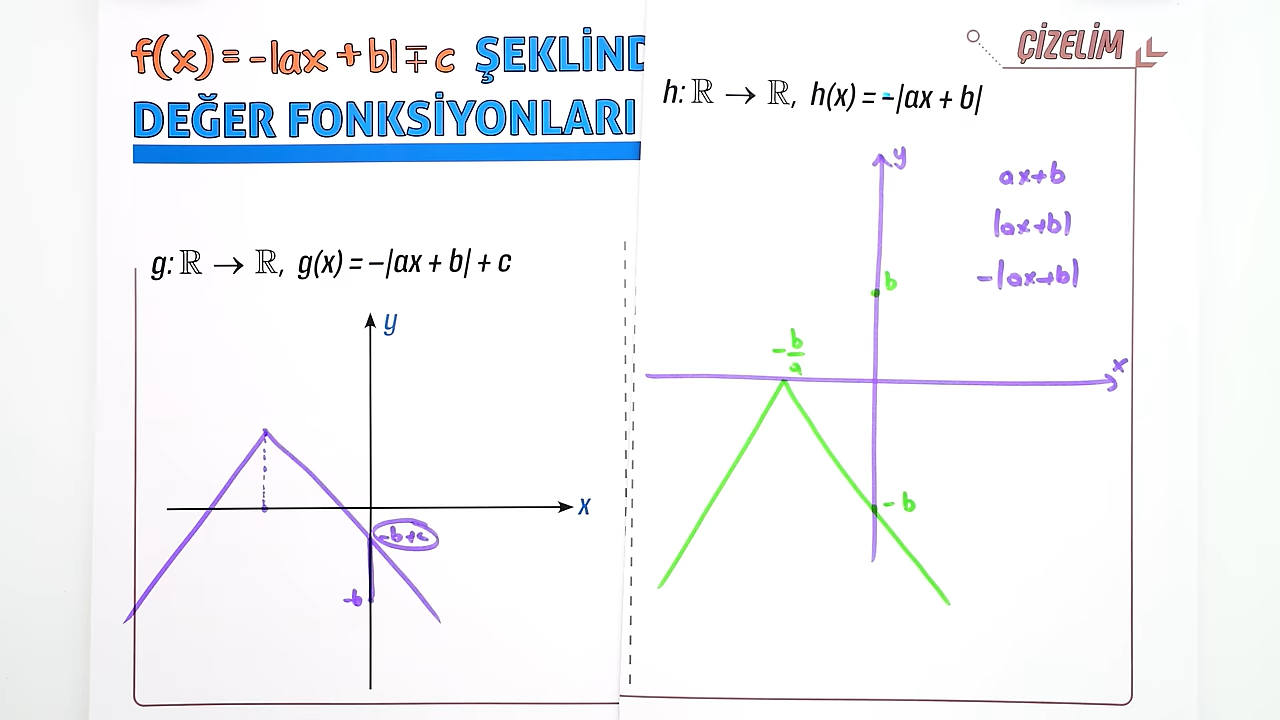 f(x) = -|ax + b| ∓ c ŞEKLİND
DEĞER FONKSİYONLARI
g: ℝ → ℝ, g(x) = -|ax + b| + c
y
x
-b+c
-b
ÇİZELİM
h: ℝ → ℝ, h(x) = -|ax + b|
y
ax+b
|ax+b|
-|ax+b|
b
-b/a
x
-b